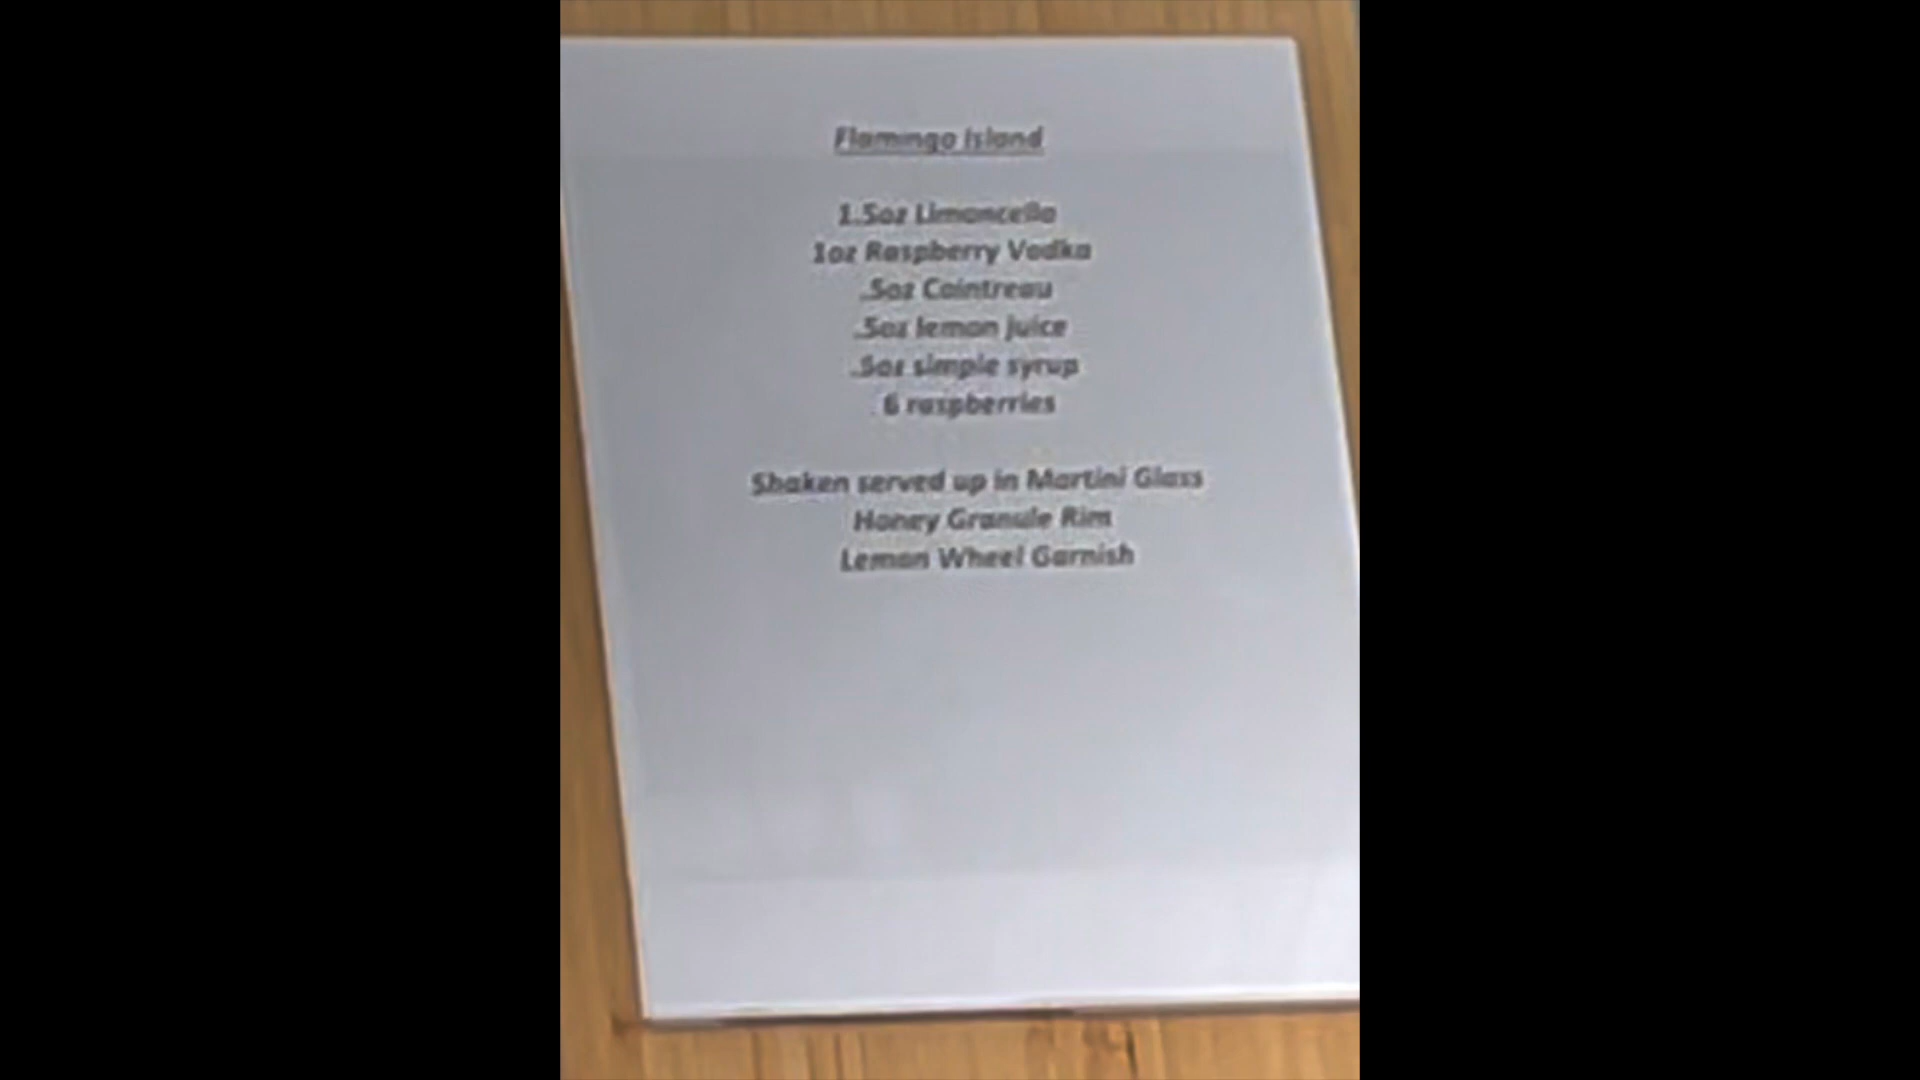 Flamingo Island
1.5oz Limoncello
1oz Raspberry Vodka
.5oz Cointreau
.5oz lemon juice
.5oz simple syrup
6 raspberries
Shaken served up in Martini Glass
Honey Granule Rim
Lemon Wheel Garnish